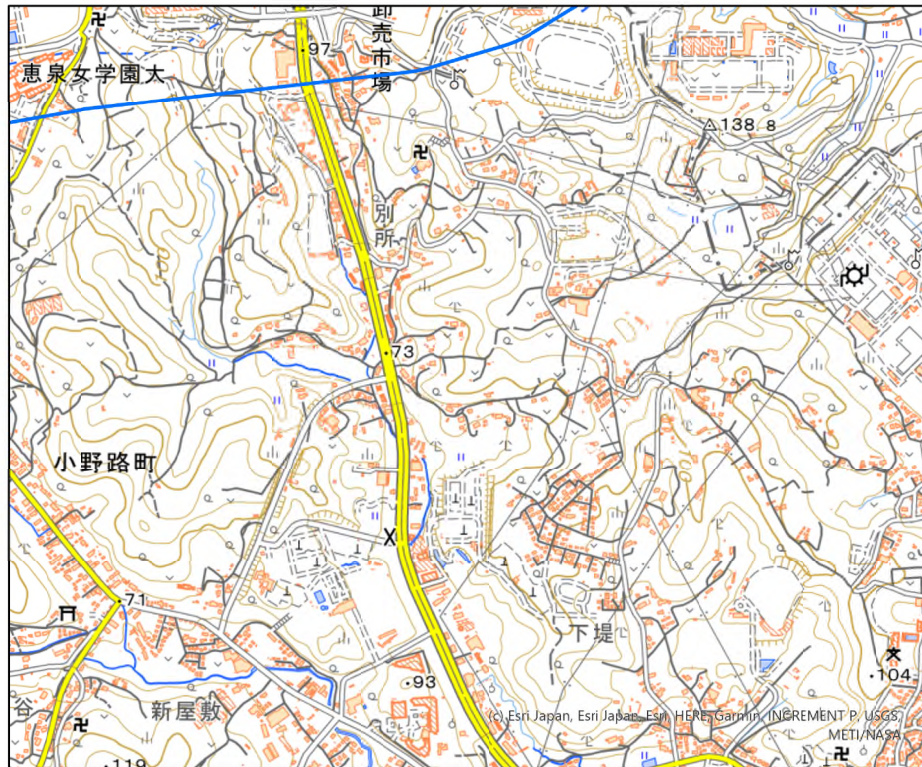 卸売市場
97
恵泉女学園大
138.8
別所
73
小野路町
71
下堤
93
104
谷
新屋敷
119
(c) Esri Japan, Esri Japan, Esri, HERE, Garmin, INCREMENT P, USGS,
METI/NASA